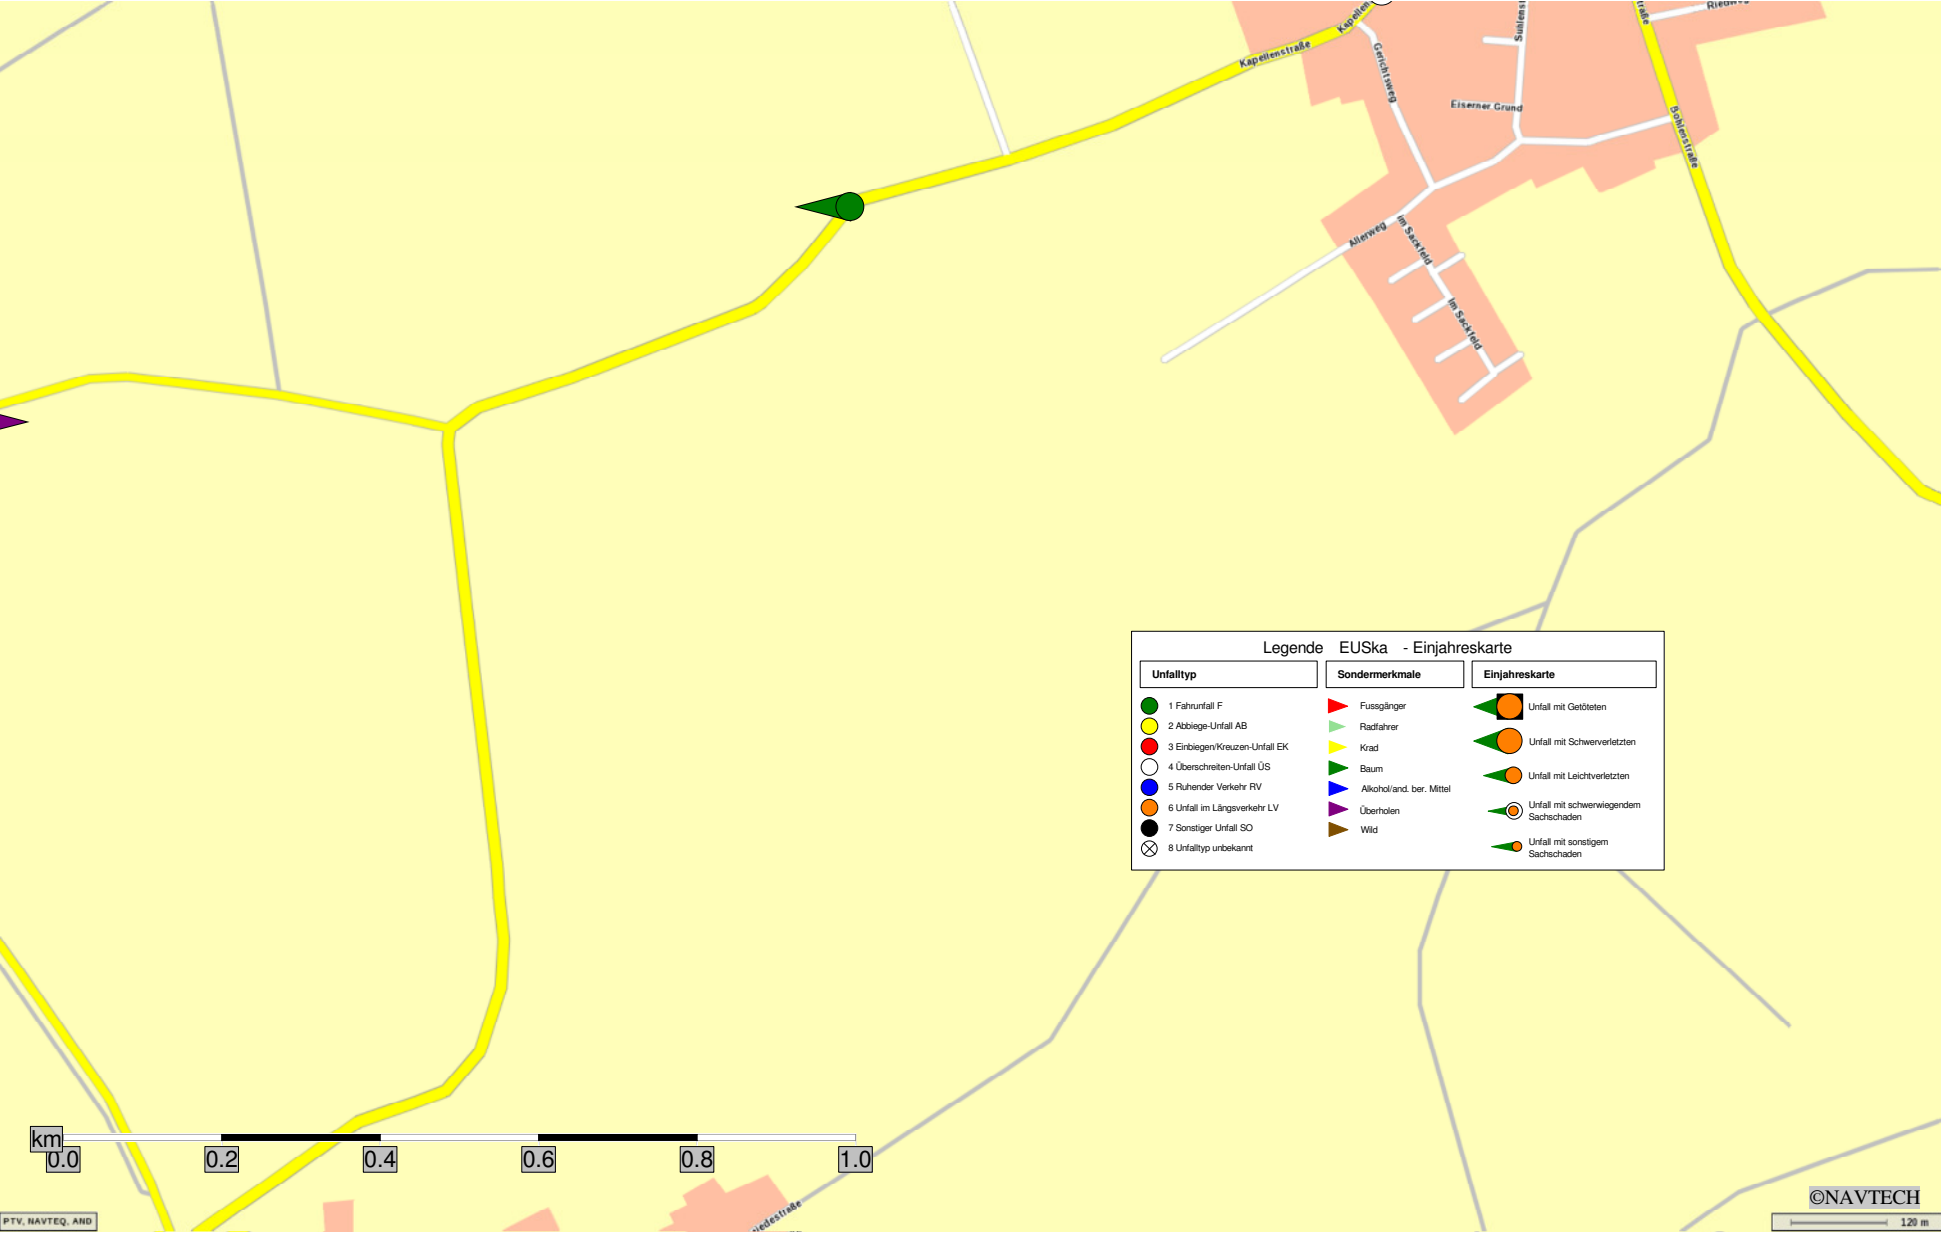 Kapellenstraße
Gerichtsweg
Eiserner Grund
Bohlenstraße
Allerweg
Im Sackfeld
Im Sackfeld
Legende EUSka - Einjahreskarte
Unfalltyp
1 Fahrunfall F
2 Abbiege-Unfall AB
3 Einbiegen/Kreuzen-Unfall EK
4 Überschreiten-Unfall ÜS
5 Ruhender Verkehr RV
6 Unfall im Längsverkehr LV
7 Sonstiger Unfall SO
8 Unfalltyp unbekannt
Sondermerkmale
Fussgänger
Radfahrer
Krad
Baum
Alkohol/and. ber. Mittel
Überholen
Wild
Einjahreskarte
Unfall mit Getöteten
Unfall mit Schwerverletzten
Unfall mit Leichtverletzten
Unfall mit schwerwiegendem
Sachschaden
Unfall mit sonstigem
Sachschaden
km
0.0 0.2 0.4 0.6 0.8 1.0
©NAVTECH
PTV, NAVTEQ, AND
120 m